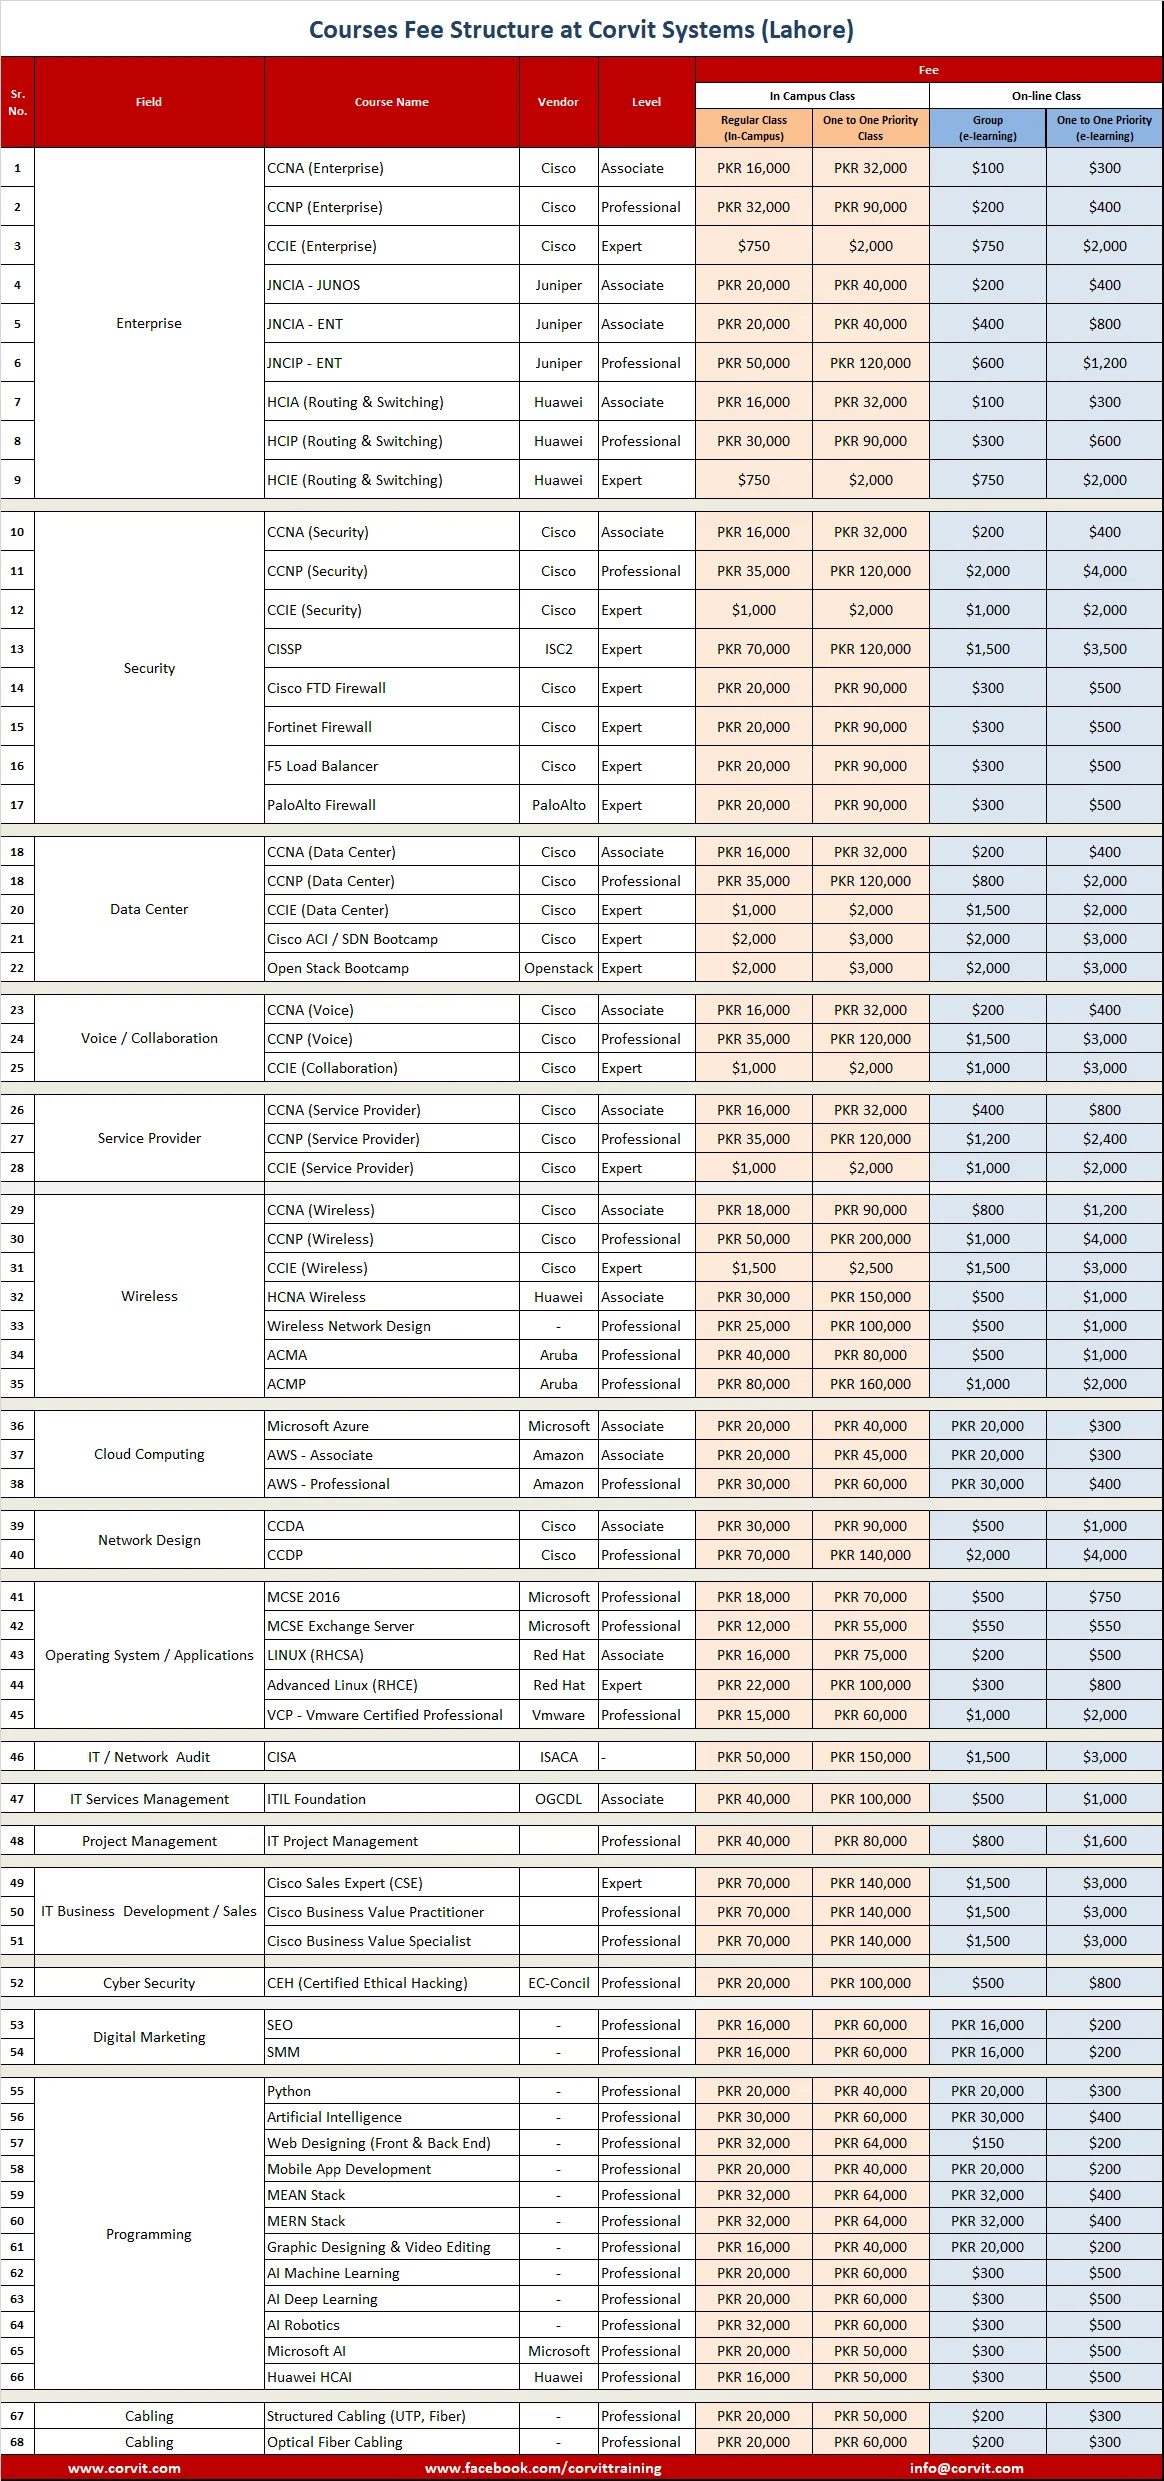 Courses Fee Structure at Corvit Systems (Lahore)
Sr. No. Field Course Name Vendor Level Fee
In Campus Class On-line Class
Regular Class (In-Campus) One to One Priority Class Group (e-learning) One to One Priority (e-learning)
Enterprise
1 CCNA (Enterprise) Cisco Associate PKR 16,000 PKR 32,000 $100 $300
2 CCNP (Enterprise) Cisco Professional PKR 32,000 PKR 90,000 $200 $400
3 CCIE (Enterprise) Cisco Expert $750 $2,000 $750 $2,000
4 JNCIA - JUNOS Juniper Associate PKR 20,000 PKR 40,000 $200 $400
5 JNCIA - ENT Juniper Associate PKR 20,000 PKR 40,000 $400 $800
6 JNCIP - ENT Juniper Professional PKR 50,000 PKR 120,000 $600 $1,200
7 HCIA (Routing & Switching) Huawei Associate PKR 16,000 PKR 32,000 $100 $300
8 HCIP (Routing & Switching) Huawei Professional PKR 30,000 PKR 90,000 $300 $600
9 HCIE (Routing & Switching) Huawei Expert $750 $2,000 $750 $2,000
Security
10 CCNA (Security) Cisco Associate PKR 16,000 PKR 32,000 $200 $400
11 CCNP (Security) Cisco Professional PKR 35,000 PKR 120,000 $2,000 $4,000
12 CCIE (Security) Cisco Expert $1,000 $2,000 $1,000 $2,000
13 CISSP ISC2 Expert PKR 70,000 PKR 120,000 $1,500 $3,500
14 Cisco FTD Firewall Cisco Expert PKR 20,000 PKR 90,000 $300 $500
15 Fortinet Firewall Cisco Expert PKR 20,000 PKR 90,000 $300 $500
16 F5 Load Balancer Cisco Expert PKR 20,000 PKR 90,000 $300 $500
17 PaloAlto Firewall PaloAlto Expert PKR 20,000 PKR 90,000 $300 $500
Data Center
18 CCNA (Data Center) Cisco Associate PKR 16,000 PKR 32,000 $200 $400
18 CCNP (Data Center) Cisco Professional PKR 35,000 PKR 120,000 $800 $2,000
20 CCIE (Data Center) Cisco Expert $1,000 $2,000 $1,500 $2,000
21 Cisco ACI / SDN Bootcamp Cisco Expert $2,000 $3,000 $2,000 $3,000
22 Open Stack Bootcamp Openstack Expert $2,000 $3,000 $2,000 $3,000
Voice / Collaboration
23 CCNA (Voice) Cisco Associate PKR 16,000 PKR 32,000 $200 $400
24 CCNP (Voice) Cisco Professional PKR 35,000 PKR 120,000 $1,500 $3,000
25 CCIE (Collaboration) Cisco Expert $1,000 $2,000 $1,000 $3,000
Service Provider
26 CCNA (Service Provider) Cisco Associate PKR 16,000 PKR 32,000 $400 $800
27 CCNP (Service Provider) Cisco Professional PKR 35,000 PKR 120,000 $1,200 $2,400
28 CCIE (Service Provider) Cisco Expert $1,000 $2,000 $1,000 $2,000
Wireless
29 CCNA (Wireless) Cisco Associate PKR 18,000 PKR 90,000 $800 $1,200
30 CCNP (Wireless) Cisco Professional PKR 50,000 PKR 200,000 $1,000 $4,000
31 CCIE (Wireless) Cisco Expert $1,500 $2,500 $1,500 $3,000
32 HCNA Wireless Huawei Associate PKR 30,000 PKR 150,000 $500 $1,000
33 Wireless Network Design - Professional PKR 25,000 PKR 100,000 $500 $1,000
34 ACMA Aruba Professional PKR 40,000 PKR 80,000 $500 $1,000
35 ACMP Aruba Professional PKR 80,000 PKR 160,000 $1,000 $2,000
Cloud Computing
36 Microsoft Azure Microsoft Associate PKR 20,000 PKR 40,000 PKR 20,000 $300
37 AWS - Associate Amazon Associate PKR 20,000 PKR 45,000 PKR 20,000 $300
38 AWS - Professional Amazon Professional PKR 30,000 PKR 60,000 PKR 30,000 $400
Network Design
39 CCDA Cisco Associate PKR 30,000 PKR 90,000 $500 $1,000
40 CCDP Cisco Professional PKR 70,000 PKR 140,000 $2,000 $4,000
Operating System / Applications
41 MCSE 2016 Microsoft Professional PKR 18,000 PKR 70,000 $500 $750
42 MCSE Exchange Server Microsoft Professional PKR 12,000 PKR 55,000 $550 $550
43 LINUX (RHCSA) Red Hat Associate PKR 16,000 PKR 75,000 $200 $500
44 Advanced Linux (RHCE) Red Hat Expert PKR 22,000 PKR 100,000 $300 $800
45 VCP - Vmware Certified Professional Vmware Professional PKR 15,000 PKR 60,000 $1,000 $2,000
46 IT / Network Audit CISA ISACA - PKR 50,000 PKR 150,000 $1,500 $3,000
47 IT Services Management ITIL Foundation OGCDL Associate PKR 40,000 PKR 100,000 $500 $1,000
48 Project Management IT Project Management Professional PKR 40,000 PKR 80,000 $800 $1,600
IT Business Development / Sales
49 Cisco Sales Expert (CSE) Expert PKR 70,000 PKR 140,000 $1,500 $3,000
50 Cisco Business Value Practitioner Professional PKR 70,000 PKR 140,000 $1,500 $3,000
51 Cisco Business Value Specialist Professional PKR 70,000 PKR 140,000 $1,500 $3,000
52 Cyber Security CEH (Certified Ethical Hacking) EC-Concil Professional PKR 20,000 PKR 100,000 $500 $800
Digital Marketing
53 SEO - Professional PKR 16,000 PKR 60,000 PKR 16,000 $200
54 SMM - Professional PKR 16,000 PKR 60,000 PKR 16,000 $200
Programming
55 Python - Professional PKR 20,000 PKR 40,000 PKR 20,000 $300
56 Artificial Intelligence - Professional PKR 30,000 PKR 60,000 PKR 30,000 $400
57 Web Designing (Front & Back End) - Professional PKR 32,000 PKR 64,000 $150 $200
58 Mobile App Development - Professional PKR 20,000 PKR 40,000 PKR 20,000 $200
59 MEAN Stack - Professional PKR 32,000 PKR 64,000 PKR 32,000 $400
60 MERN Stack - Professional PKR 32,000 PKR 64,000 PKR 32,000 $400
61 Graphic Designing & Video Editing - Professional PKR 16,000 PKR 40,000 PKR 20,000 $200
62 AI Machine Learning - Professional PKR 20,000 PKR 60,000 $300 $500
63 AI Deep Learning - Professional PKR 20,000 PKR 60,000 $300 $500
64 AI Robotics - Professional PKR 32,000 PKR 60,000 $300 $500
65 Microsoft AI Microsoft Professional PKR 20,000 PKR 50,000 $300 $500
66 Huawei HCAI Huawei Professional PKR 16,000 PKR 50,000 $300 $500
67 Cabling Structured Cabling (UTP, Fiber) - Professional PKR 20,000 PKR 50,000 $200 $300
68 Cabling Optical Fiber Cabling - Professional PKR 20,000 PKR 60,000 $200 $300
www.corvit.com www.facebook.com/corvittraining info@corvit.com